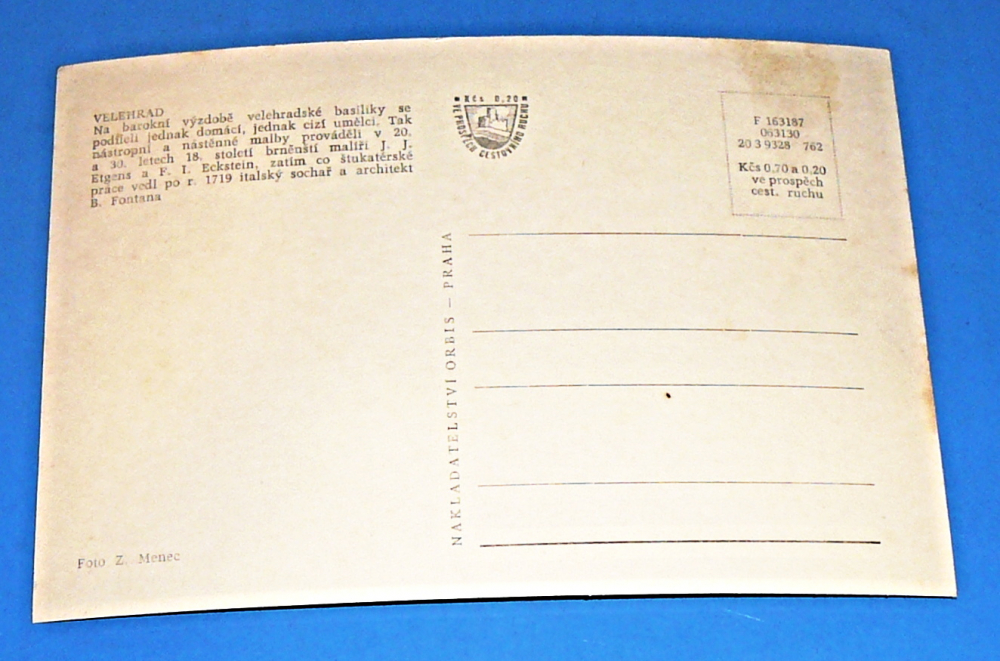 VELEHRAD
Na barokní výzdobě velehradské basiliky se
podíleli jednak domácí, jednak cizí umělci. Tak
nástropní a nástěnné malby prováděli v 20.
a 30. letech 18. století brněnští malíři J. J.
Etgens a F. I. Eckstein, zatím co štukatérské
práce vedl po r. 1719 italský sochař a architekt
B. Fontana
Kčs 0,20
VE PROSPĚCH CESTOVNÍHO RUCHU
F 163187
063130
20 3 9328 762
Kčs 0,70 a 0.20
ve prospěch
cest. ruchu
NAKLADATELSTVÍ ORBIS – PRAHA
Foto Z. Menec